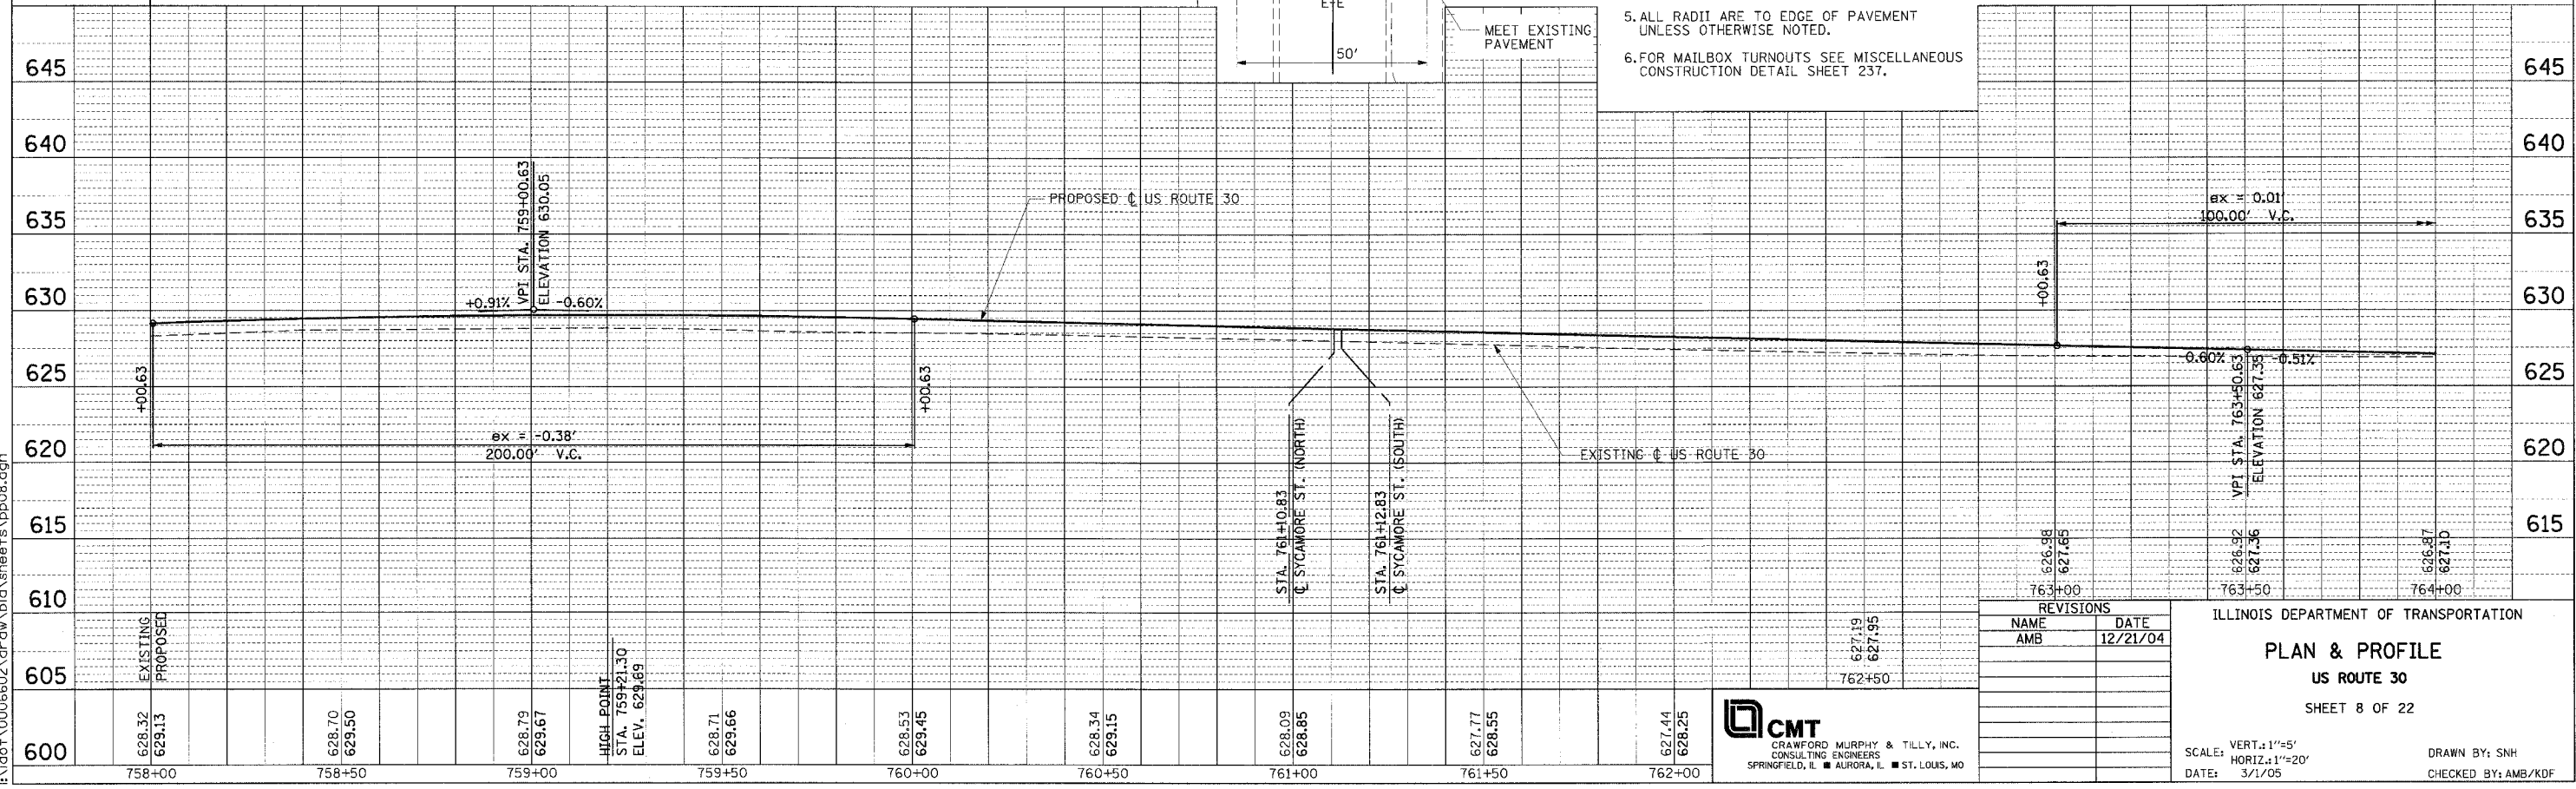 E-E
50'
MEET EXISTING
PAVEMENT
5. ALL RADII ARE TO EDGE OF PAVEMENT
UNLESS OTHERWISE NOTED.
6. FOR MAILBOX TURNOUTS SEE MISCELLANEOUS
CONSTRUCTION DETAIL SHEET 237.
645
640
635
630
625
620
615
610
605
600
645
640
635
630
625
620
615
+00.63
ex = -0.38'
200.00' V.C.
+0.91%
VPI STA. 759+00.63
ELEVATION 630.05
-0.60%
+00.63
PROPOSED ℄ US ROUTE 30
STA. 761+10.83
℄ SYCAMORE ST. (NORTH)
STA. 761+12.83
℄ SYCAMORE ST. (SOUTH)
EXISTING ℄ US ROUTE 30
ex = 0.01'
100.00' V.C.
+00.63
-0.60%
VPI STA. 763+50.63
ELEVATION 627.35
-0.51%
EXISTING
PROPOSED
HIGH POINT
STA. 759+21.30
ELEV. 629.69
628.32
629.13
628.70
629.50
628.79
629.67
628.71
629.66
628.53
629.45
628.34
629.15
628.09
628.85
627.77
628.55
627.44
628.25
627.19
627.95
626.98
627.65
626.92
627.36
626.87
627.10
758+00
758+50
759+00
759+50
760+00
760+50
761+00
761+50
762+00
762+50
763+00
763+50
764+00
CMT
CRAWFORD MURPHY & TILLY, INC.
CONSULTING ENGINEERS
SPRINGFIELD, IL ■ AURORA, IL ■ ST. LOUIS, MO
REVISIONS
NAME DATE
AMB 12/21/04
ILLINOIS DEPARTMENT OF TRANSPORTATION
PLAN & PROFILE
US ROUTE 30
SHEET 8 OF 22
SCALE: VERT.: 1"=5'
HORIZ.: 1"=20'
DATE: 3/1/05
DRAWN BY: SNH
CHECKED BY: AMB/KDF